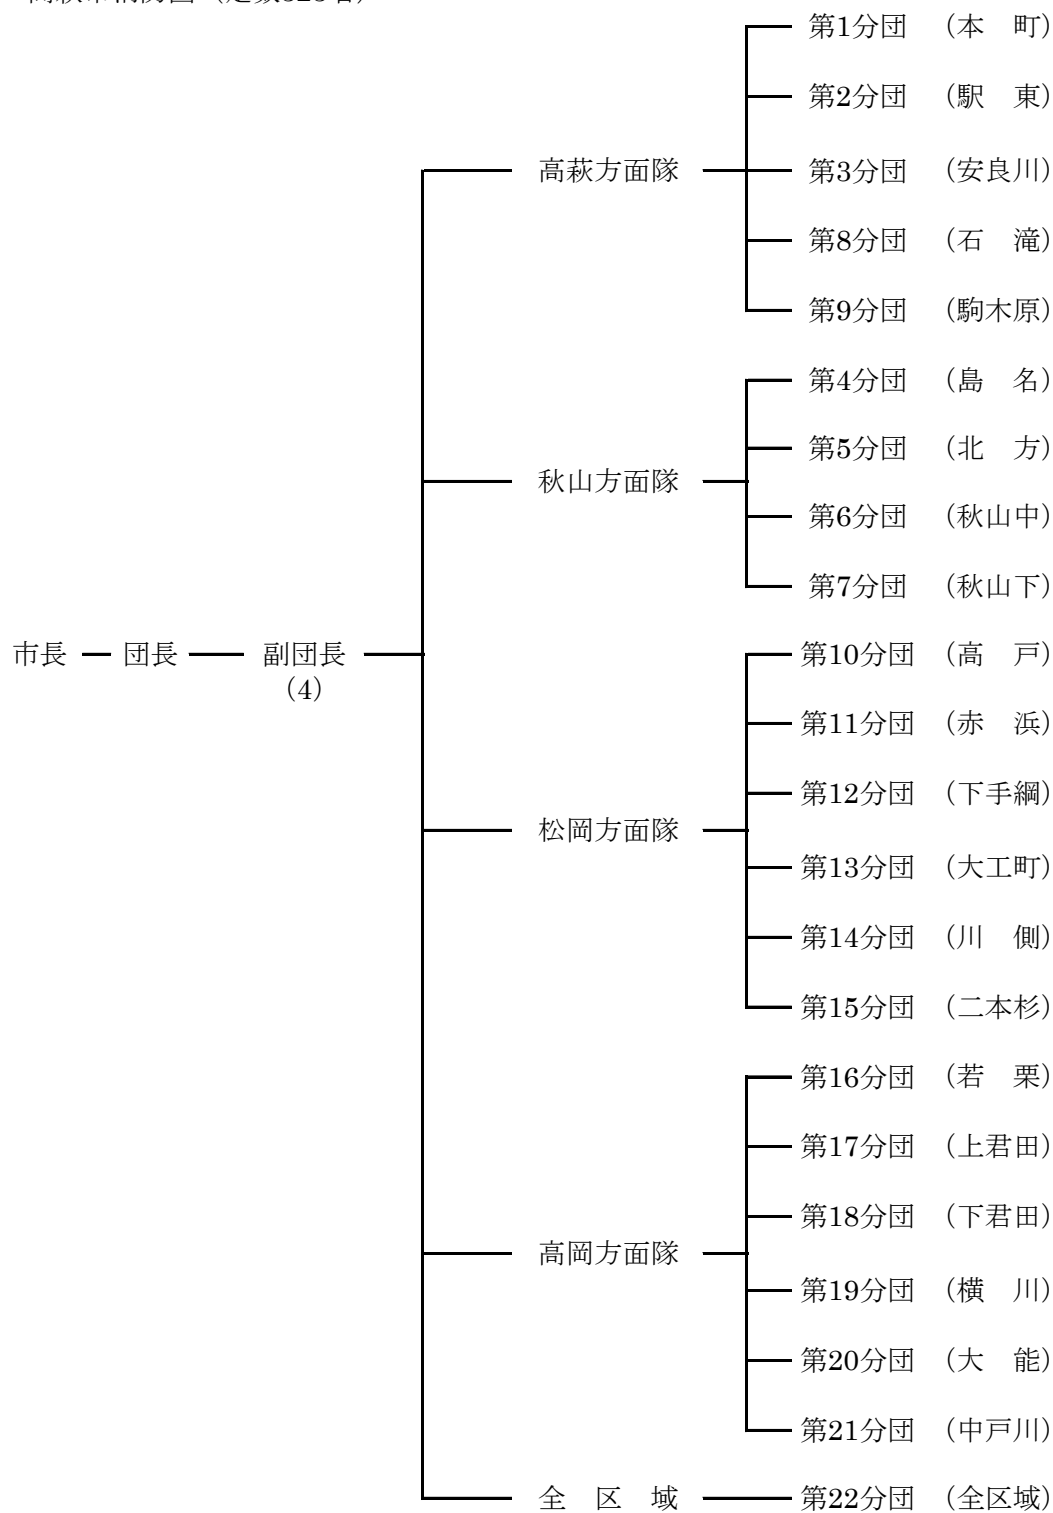 第1分団 （本　町）
第2分団 （駅　東）
高萩方面隊 第3分団 （安良川）
第8分団 （石　滝）
第9分団 （駒木原）
第4分団 （島　名）
第5分団 （北　方）
秋山方面隊
第6分団 （秋山中）
第7分団 （秋山下）
市長 団長 副団長 第10分団 （高　戸）
（4）
第11分団 （赤　浜）
第12分団 （下手綱）
松岡方面隊
第13分団 （大工町）
第14分団 （川　側）
第15分団 （二本杉）
第16分団 （若　栗）
第17分団 （上君田）
第18分団 （下君田）
高岡方面隊
第19分団 （横　川）
第20分団 （大　能）
第21分団 （中戸川）
全　区　域 第22分団 （全区域）